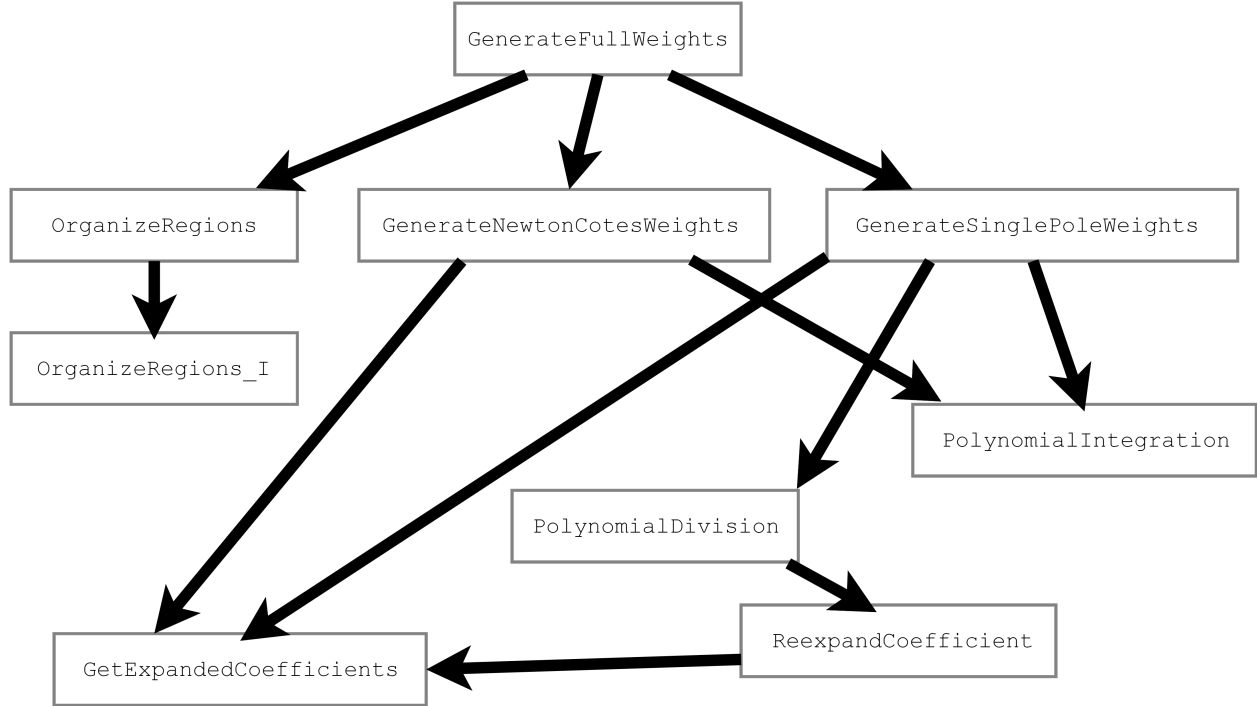 GenerateFullWeights
OrganizeRegions
GenerateNewtonCotesWeights
GenerateSinglePoleWeights
OrganizeRegions_I
PolynomialIntegration
PolynomialDivision
ReexpandCoefficient
GetExpandedCoefficients